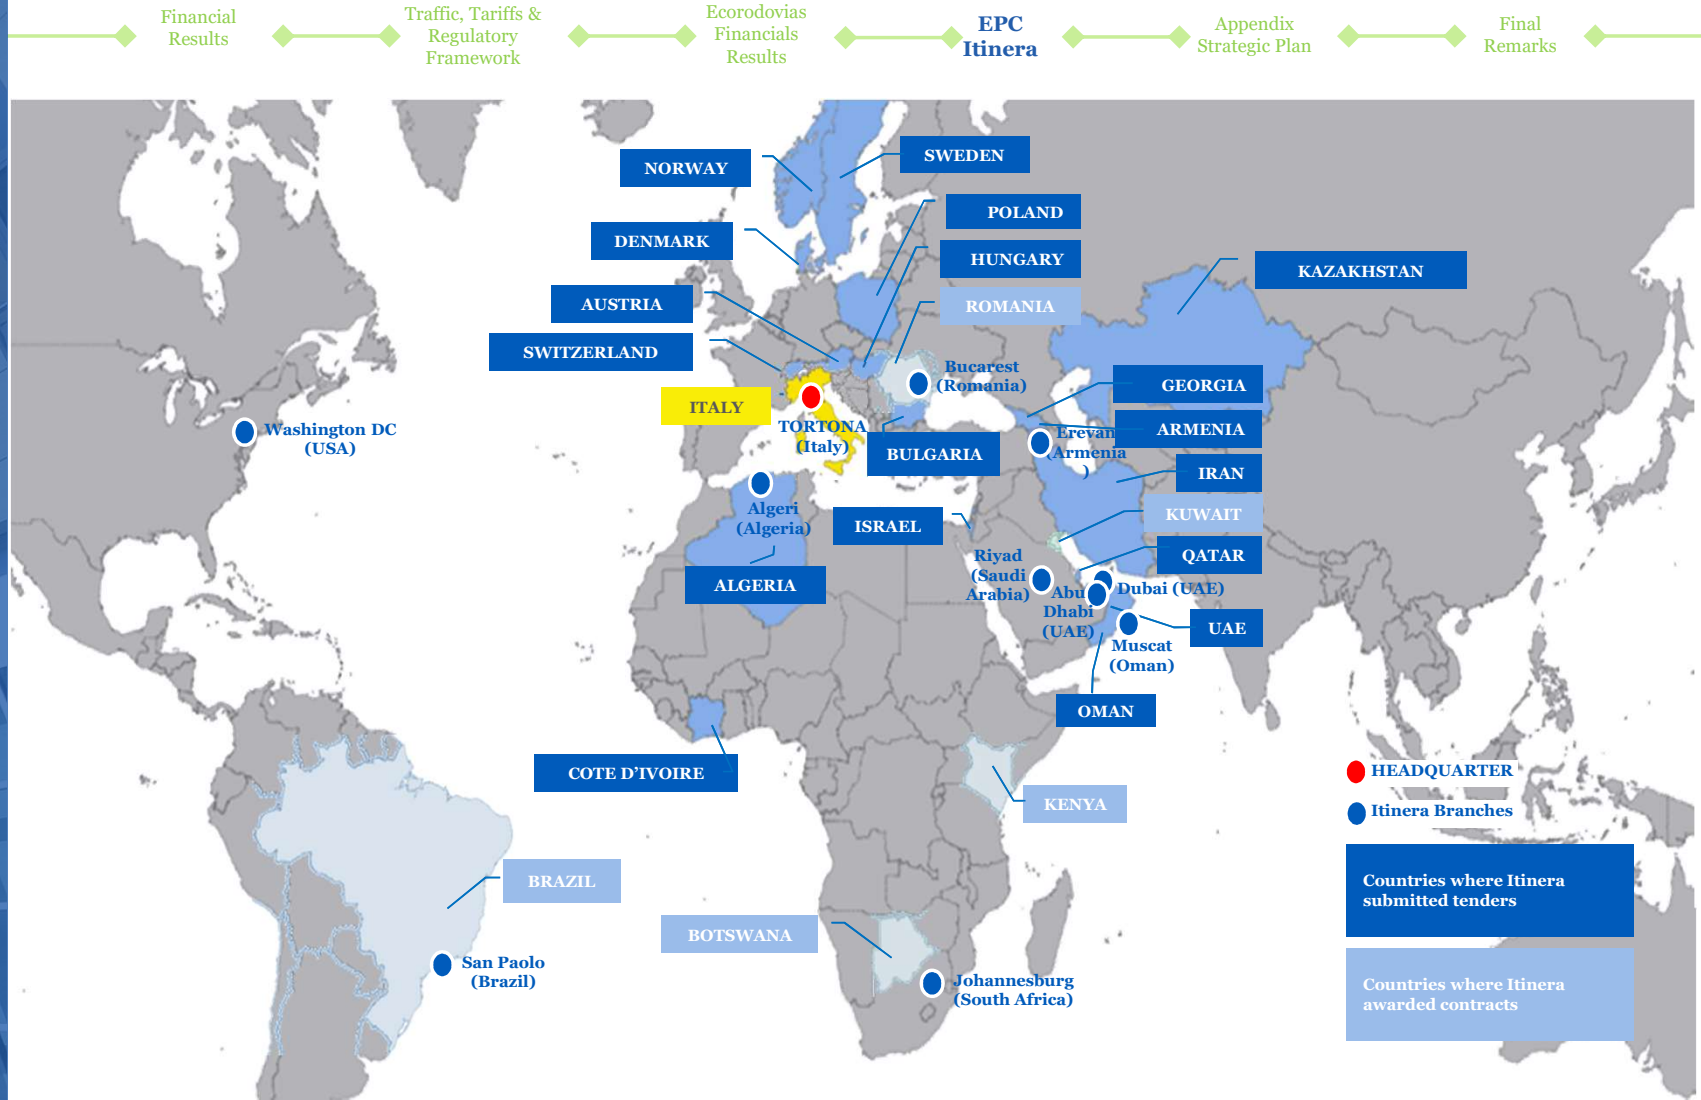 Financial
Results
Traffic, Tariffs &
Regulatory
Framework
Ecorodovias
Financials
Results
EPC
Itinera
Appendix
Strategic Plan
Final
Remarks
NORWAY
SWEDEN
POLAND
DENMARK
HUNGARY
KAZAKHSTAN
AUSTRIA
ROMANIA
SWITZERLAND
Bucarest
(Romania)
GEORGIA
ITALY
TORTONA
(Italy)
Washington DC
(USA)
BULGARIA
Erevan
(Armenia
)
ARMENIA
IRAN
Algeri
(Algeria)
ISRAEL
KUWAIT
QATAR
ALGERIA
Riyad
(Saudi
Arabia)
Abu
Dhabi
(UAE)
Dubai (UAE)
UAE
Muscat
(Oman)
OMAN
COTE D’IVOIRE
KENYA
BRAZIL
BOTSWANA
San Paolo
(Brazil)
Johannesburg
(South Africa)
HEADQUARTER
Itinera Branches
Countries where Itinera
submitted tenders
Countries where Itinera
awarded contracts